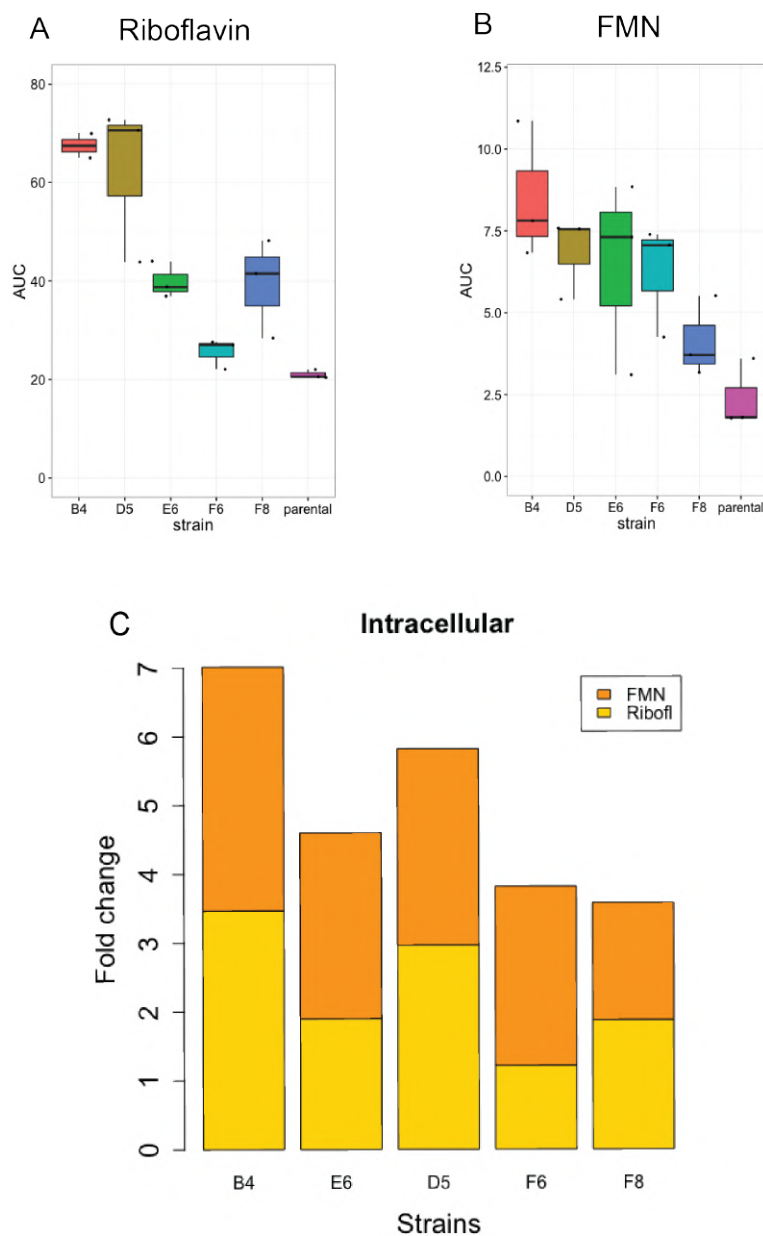 A Riboflavin
80
60
40
20
0
AUC
B4 D5 E6 F6 F8 parental
strain
B FMN
12.5
10.0
7.5
5.0
2.5
0.0
AUC
B4 D5 E6 F6 F8 parental
strain
C Intracellular
7
6
5
4
3
2
1
0
Fold change
FMN
Ribofl
B4 E6 D5 F6 F8
Strains